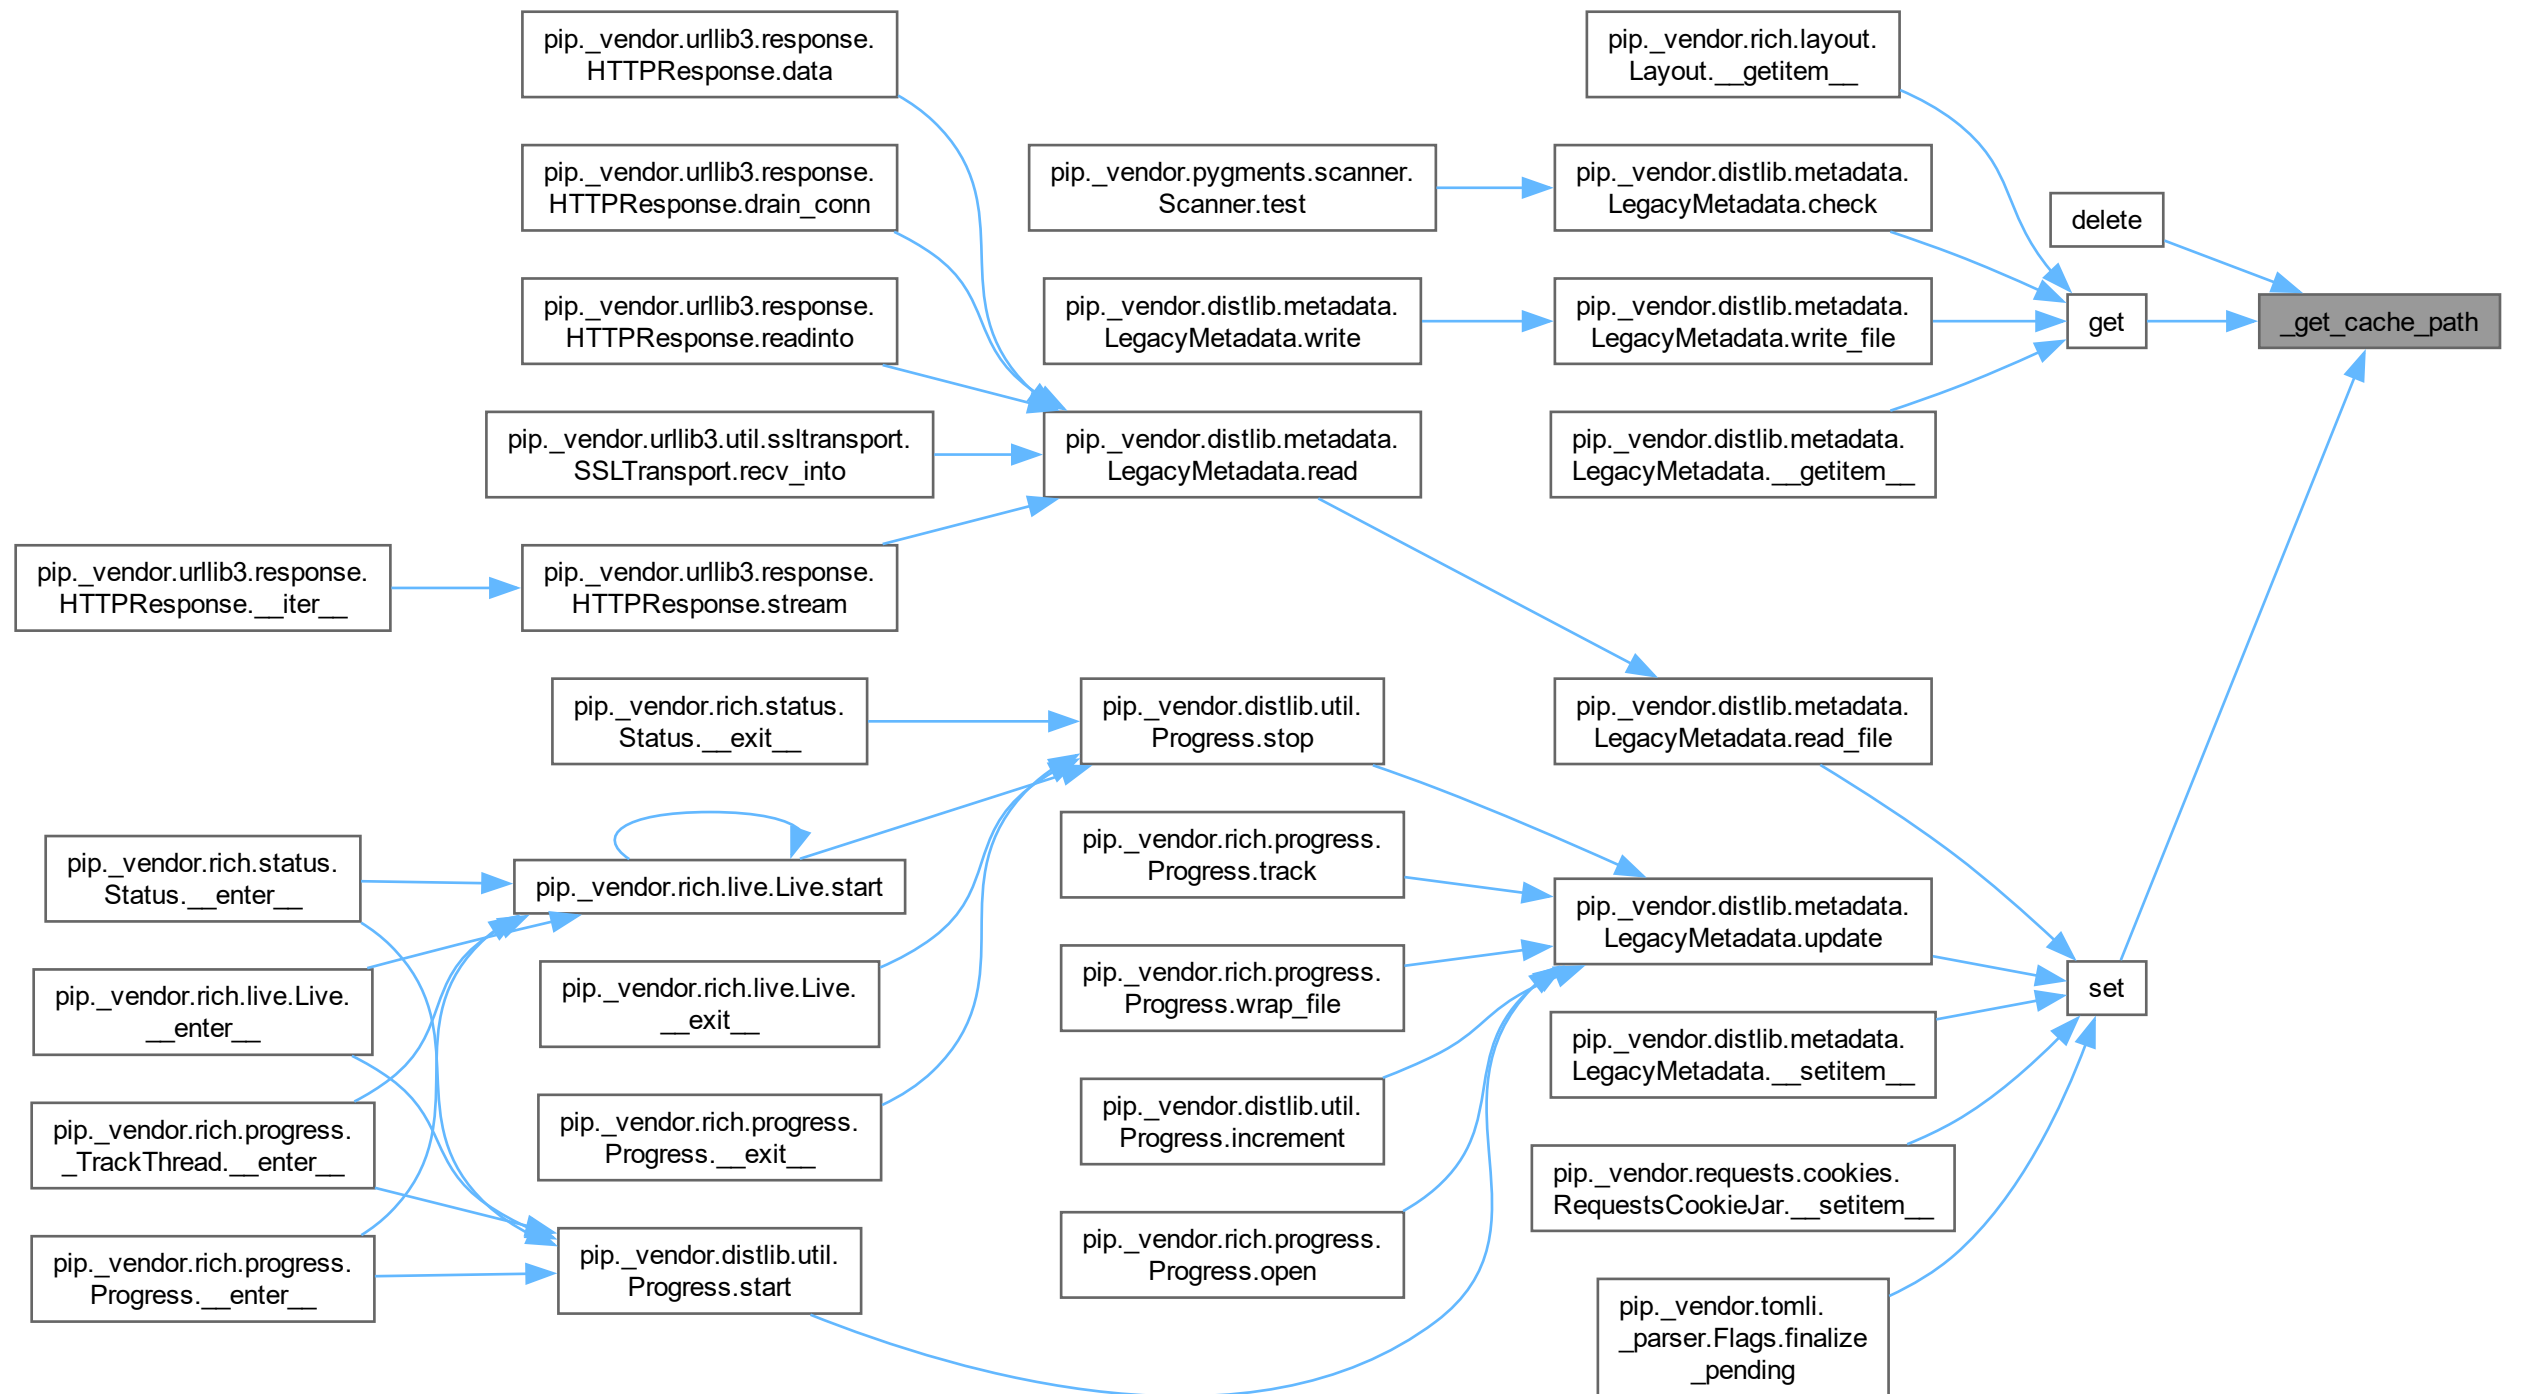 pip._vendor.urllib3.response.
HTTPResponse.data
pip._vendor.rich.layout.
Layout.__getitem__
pip._vendor.urllib3.response.
HTTPResponse.drain_conn
pip._vendor.pygments.scanner.
Scanner.test
pip._vendor.distlib.metadata.
LegacyMetadata.check
delete
pip._vendor.urllib3.response.
HTTPResponse.readinto
pip._vendor.distlib.metadata.
LegacyMetadata.write
pip._vendor.distlib.metadata.
LegacyMetadata.write_file
get
_get_cache_path
pip._vendor.urllib3.util.ssltransport.
SSLTransport.recv_into
pip._vendor.distlib.metadata.
LegacyMetadata.read
pip._vendor.distlib.metadata.
LegacyMetadata.__getitem__
pip._vendor.urllib3.response.
HTTPResponse.__iter__
pip._vendor.urllib3.response.
HTTPResponse.stream
pip._vendor.rich.status.
Status.__exit__
pip._vendor.distlib.util.
Progress.stop
pip._vendor.distlib.metadata.
LegacyMetadata.read_file
pip._vendor.rich.status.
Status.__enter__
pip._vendor.rich.live.Live.start
pip._vendor.rich.progress.
Progress.track
pip._vendor.distlib.metadata.
LegacyMetadata.update
pip._vendor.rich.live.Live.
__enter__
pip._vendor.rich.live.Live.
__exit__
pip._vendor.rich.progress.
Progress.wrap_file
set
pip._vendor.distlib.metadata.
LegacyMetadata.__setitem__
pip._vendor.rich.progress.
_TrackThread.__enter__
pip._vendor.rich.progress.
Progress.__exit__
pip._vendor.distlib.util.
Progress.increment
pip._vendor.requests.cookies.
RequestsCookieJar.__setitem__
pip._vendor.rich.progress.
Progress.__enter__
pip._vendor.distlib.util.
Progress.start
pip._vendor.rich.progress.
Progress.open
pip._vendor.tomli.
_parser.Flags.finalize
_pending